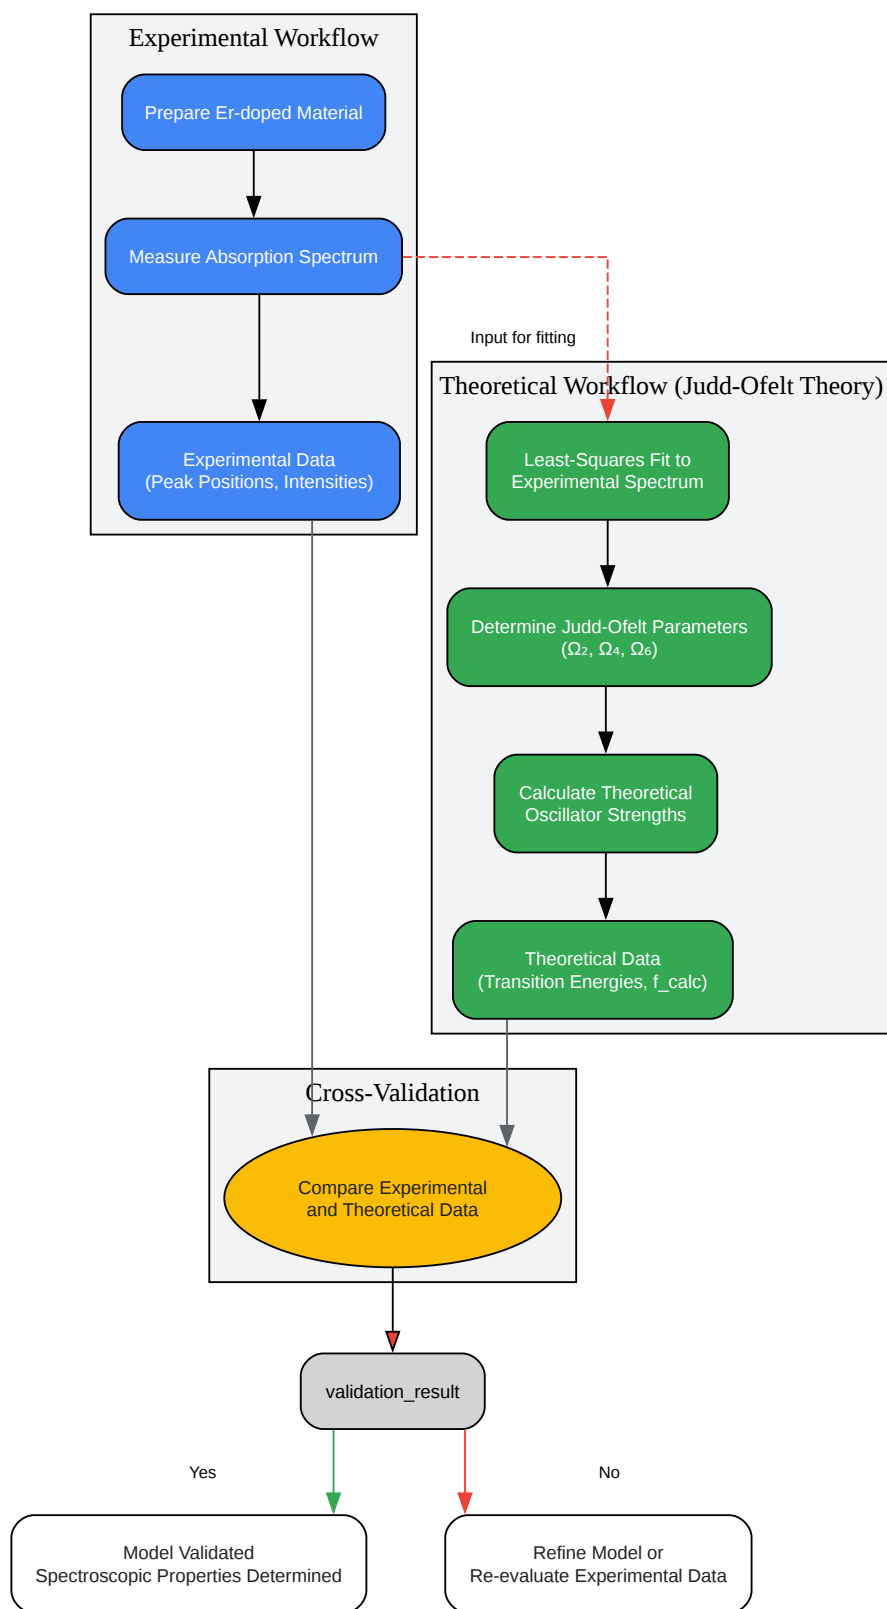 Experimental Workflow
Prepare Er-doped Material
Measure Absorption Spectrum
Input for fitting
Theoretical Workflow (Judd-Ofelt Theory)
Experimental Data
(Peak Positions, Intensities)
Least-Squares Fit to
Experimental Spectrum
Determine Judd-Ofelt Parameters
(Ω₂, Ω₄, Ω₆)
Calculate Theoretical
Oscillator Strengths
Theoretical Data
(Transition Energies, f_calc)
Cross-Validation
Compare Experimental
and Theoretical Data
validation_result
Yes
No
Model Validated
Spectroscopic Properties Determined
Refine Model or
Re-evaluate Experimental Data